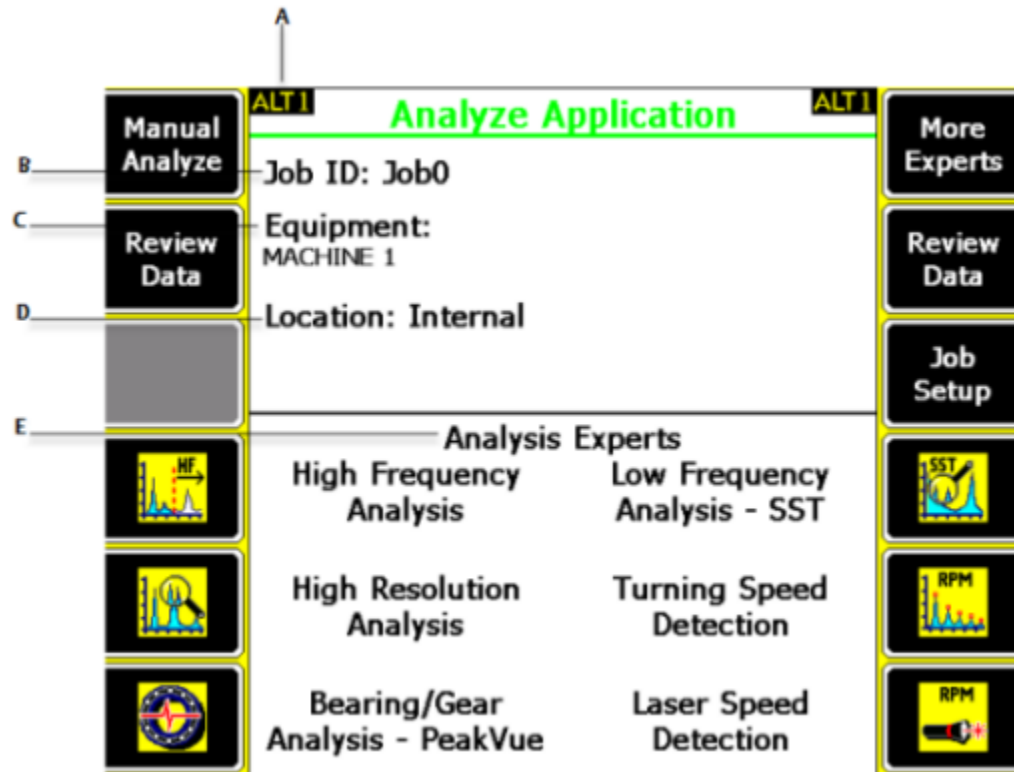 A
ALT1
Analyze Application
ALT1
Manual
Analyze
More
Experts
B
Job ID: Job0
C
Equipment:
MACHINE 1
Review
Data
Review
Data
D
Location: Internal
Job
Setup
E
Analysis Experts
HF
High Frequency
Analysis
Low Frequency
Analysis - SST
SST
High Resolution
Analysis
Turning Speed
Detection
RPM
Bearing/Gear
Analysis - PeakVue
Laser Speed
Detection
RPM